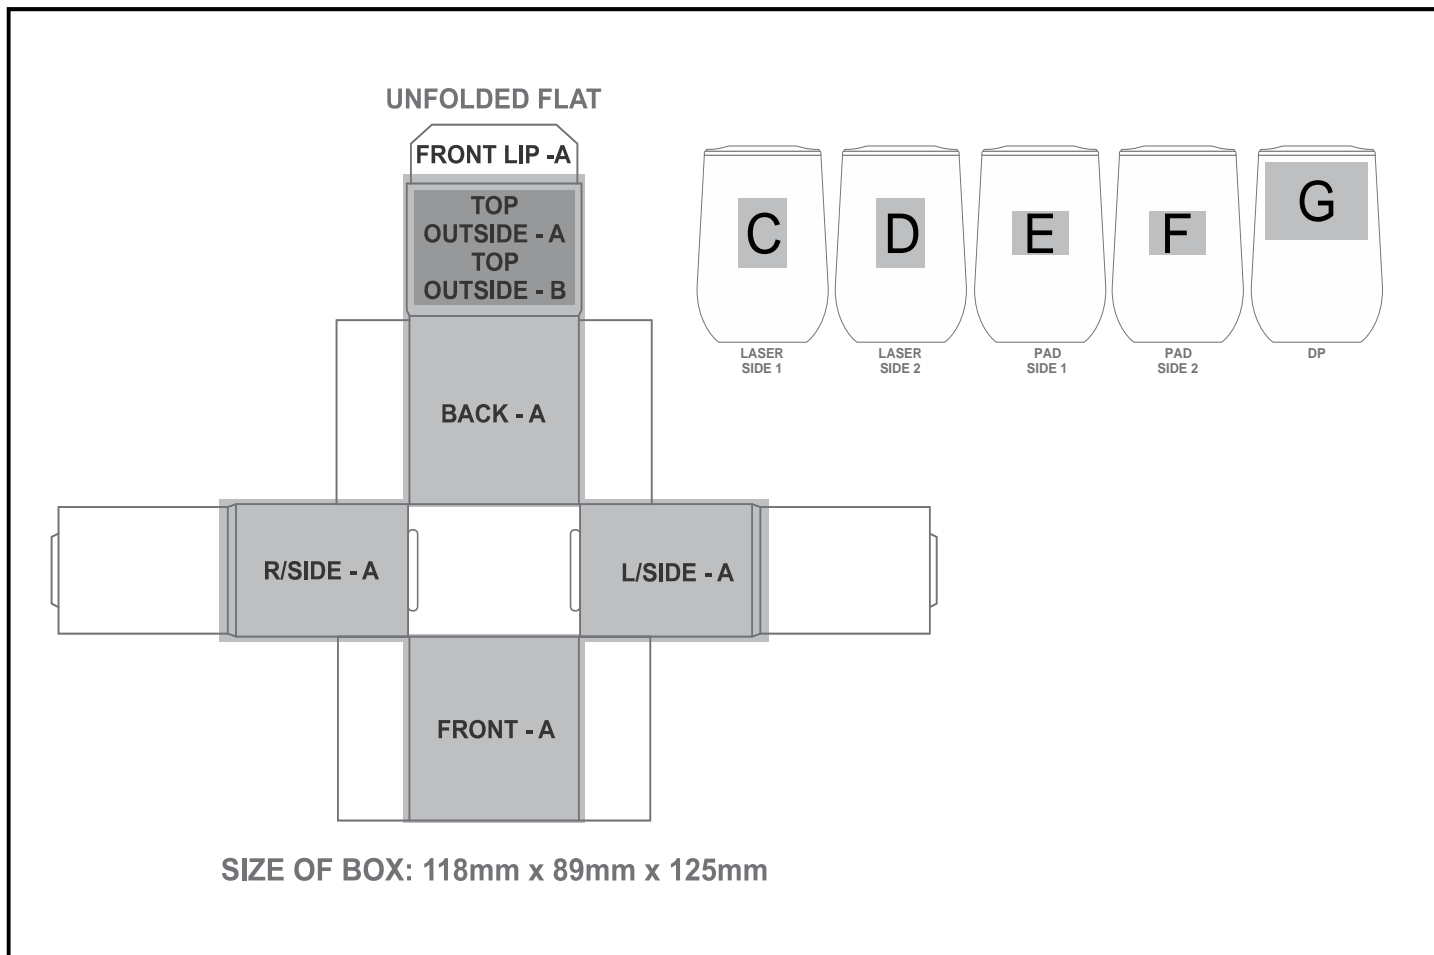 UNFOLDED FLAT
FRONT LIP -A
TOP
OUTSIDE - A
TOP
OUTSIDE - B
BACK - A
R/SIDE - A
L/SIDE - A
FRONT - A
SIZE OF BOX: 118mm x 89mm x 125mm
C
D
E
F
G
LASER
SIDE 1
LASER
SIDE 2
PAD
SIDE 1
PAD
SIDE 2
DP